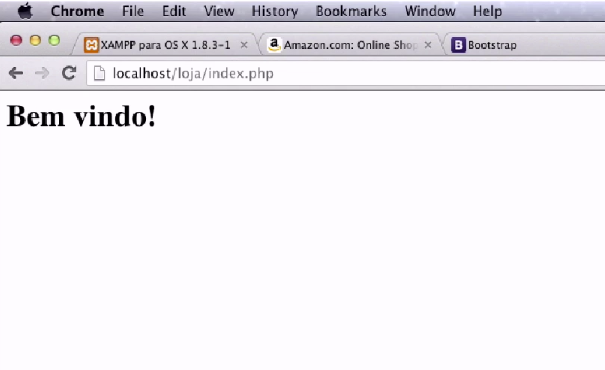 Chrome File Edit View History Bookmarks Window Help
XAMPP para OS X 1.8.3-1 Amazon.com: Online Shop Bootstrap
localhost/loja/index.php
Bem vindo!